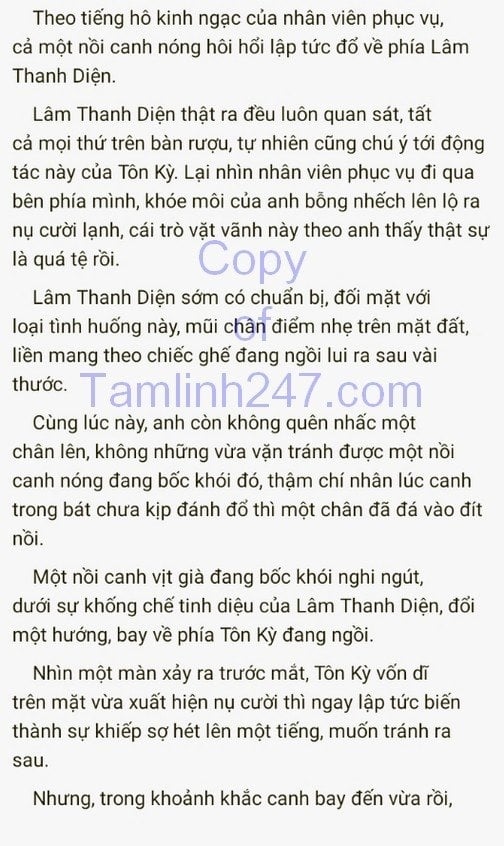 Theo tiếng hô kinh ngạc của nhân viên phục vụ,
cả một nồi canh nóng hôi hổi lập tức đổ về phía Lâm
Thanh Diện.
Lâm Thanh Diện thật ra đều luôn quan sát, tất
cả mọi thứ trên bàn rượu, tự nhiên cũng chú ý tới động
tác này của Tôn Kỳ. Lại nhìn nhân viên phục vụ đi qua
bên phía mình, khóe môi của anh bỗng nhếch lên lộ ra
nụ cười lạnh, cái trò vặt vãnh này theo anh thấy thật sự
là quá tệ rồi.
Copy
Lâm Thanh Diện sớm có chuẩn bị, đối mặt với
loại tình huống này, mũi chân điểm nhẹ trên mặt đất,
of
liền mang theo chiếc ghế đang ngồi lui ra sau vài
thước.
Tamlinh247.com
Cùng lúc này, anh còn không quên nhấc một
chân lên, không những vừa vặn tránh được một nồi
canh nóng đang bốc khói đó, thậm chí nhân lúc canh
trong bát chưa kịp đánh đổ thì một chân đã đá vào đít
nồi.
Một nồi canh vịt già đang bốc khói nghi ngút,
dưới sự khống chế tinh diệu của Lâm Thanh Diện, đổi
một hướng, bay về phía Tôn Kỳ đang ngồi.
Nhìn một màn xảy ra trước mắt, Tôn Kỳ vốn dĩ
trên mặt vừa xuất hiện nụ cười thì ngay lập tức biến
thành sự khiếp sợ hét lên một tiếng, muốn tránh ra
sau.
Nhưng, trong khoảnh khắc canh bay đến vừa rồi,